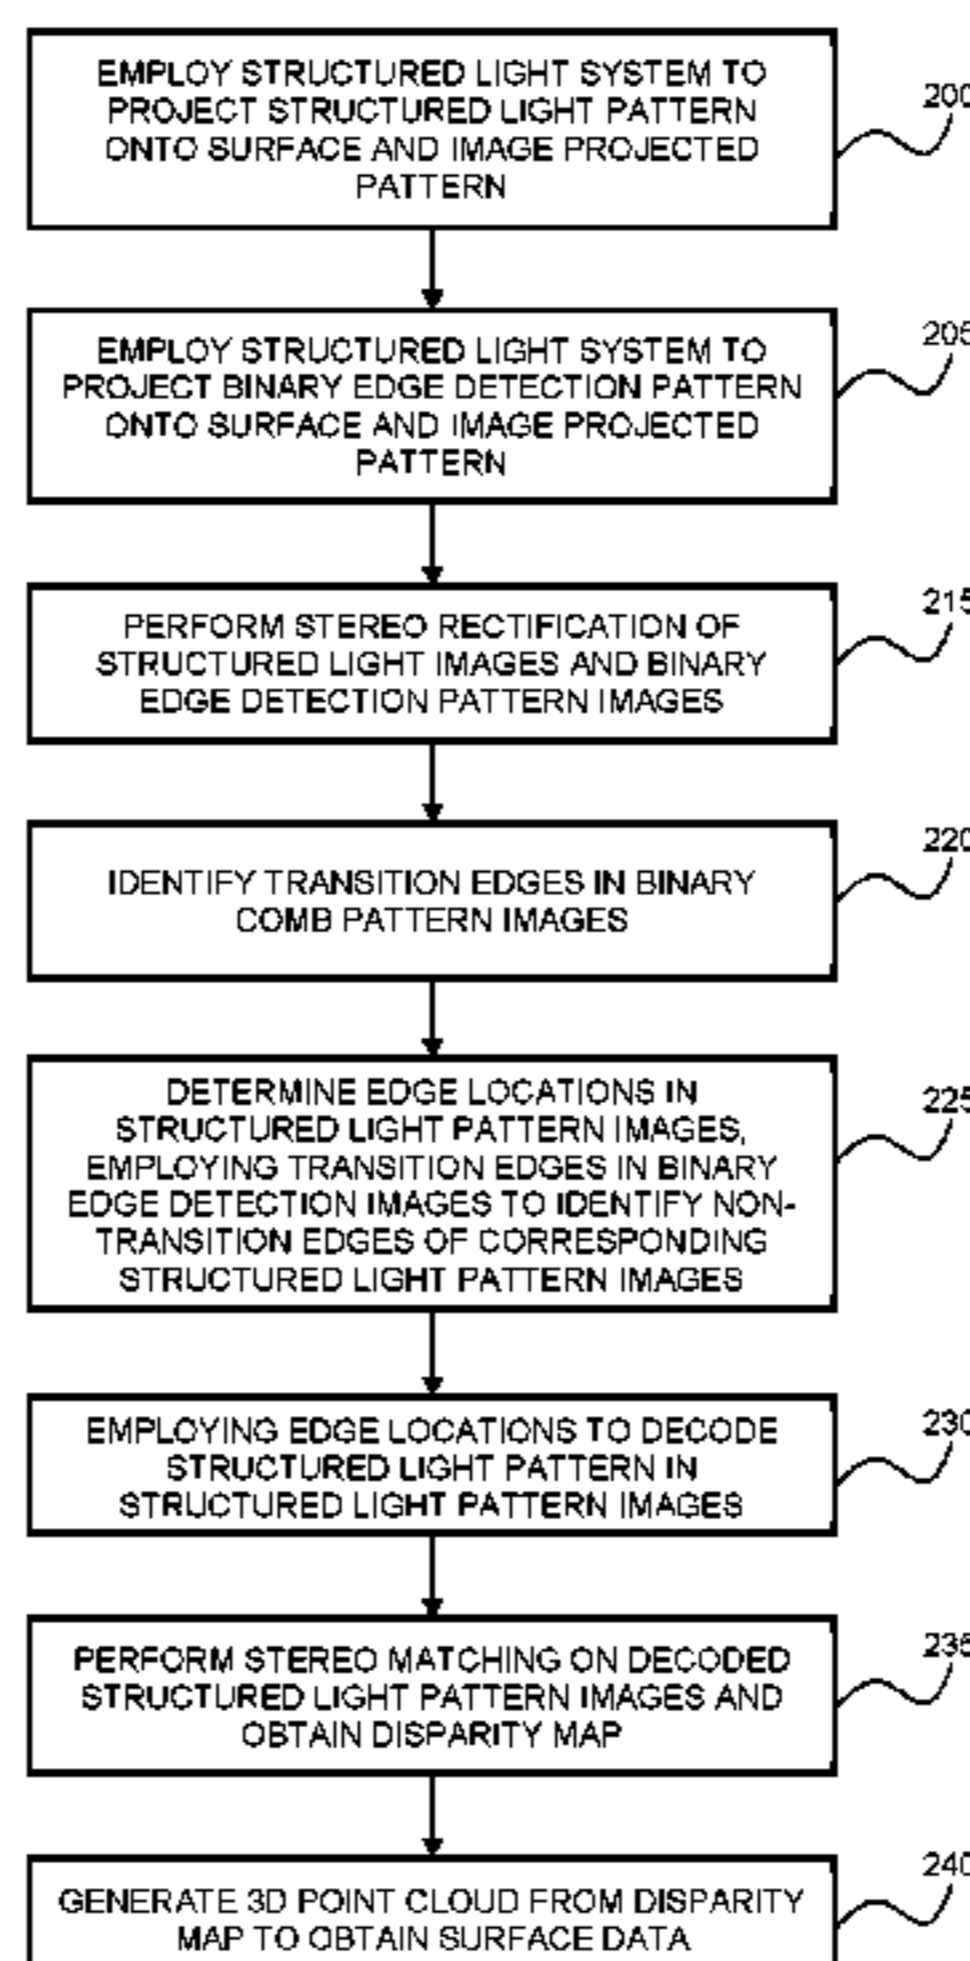 EMPLOY STRUCTURED LIGHT SYSTEM TO
PROJECT STRUCTURED LIGHT PATTERN
ONTO SURFACE AND IMAGE PROJECTED
PATTERN
200
EMPLOY STRUCTURED LIGHT SYSTEM TO
PROJECT BINARY EDGE DETECTION PATTERN
ONTO SURFACE AND IMAGE PROJECTED
PATTERN
205
PERFORM STEREO RECTIFICATION OF
STRUCTURED LIGHT IMAGES AND BINARY
EDGE DETECTION PATTERN IMAGES
215
IDENTIFY TRANSITION EDGES IN BINARY
COMB PATTERN IMAGES
220
DETERMINE EDGE LOCATIONS IN
STRUCTURED LIGHT PATTERN IMAGES,
EMPLOYING TRANSITION EDGES IN BINARY
EDGE DETECTION IMAGES TO IDENTIFY NON-
TRANSITION EDGES OF CORRESPONDING
STRUCTURED LIGHT PATTERN IMAGES
225
EMPLOYING EDGE LOCATIONS TO DECODE
STRUCTURED LIGHT PATTERN IN
STRUCTURED LIGHT PATTERN IMAGES
230
PERFORM STEREO MATCHING ON DECODED
STRUCTURED LIGHT PATTERN IMAGES AND
OBTAIN DISPARITY MAP
235
GENERATE 3D POINT CLOUD FROM DISPARITY
MAP TO OBTAIN SURFACE DATA
240